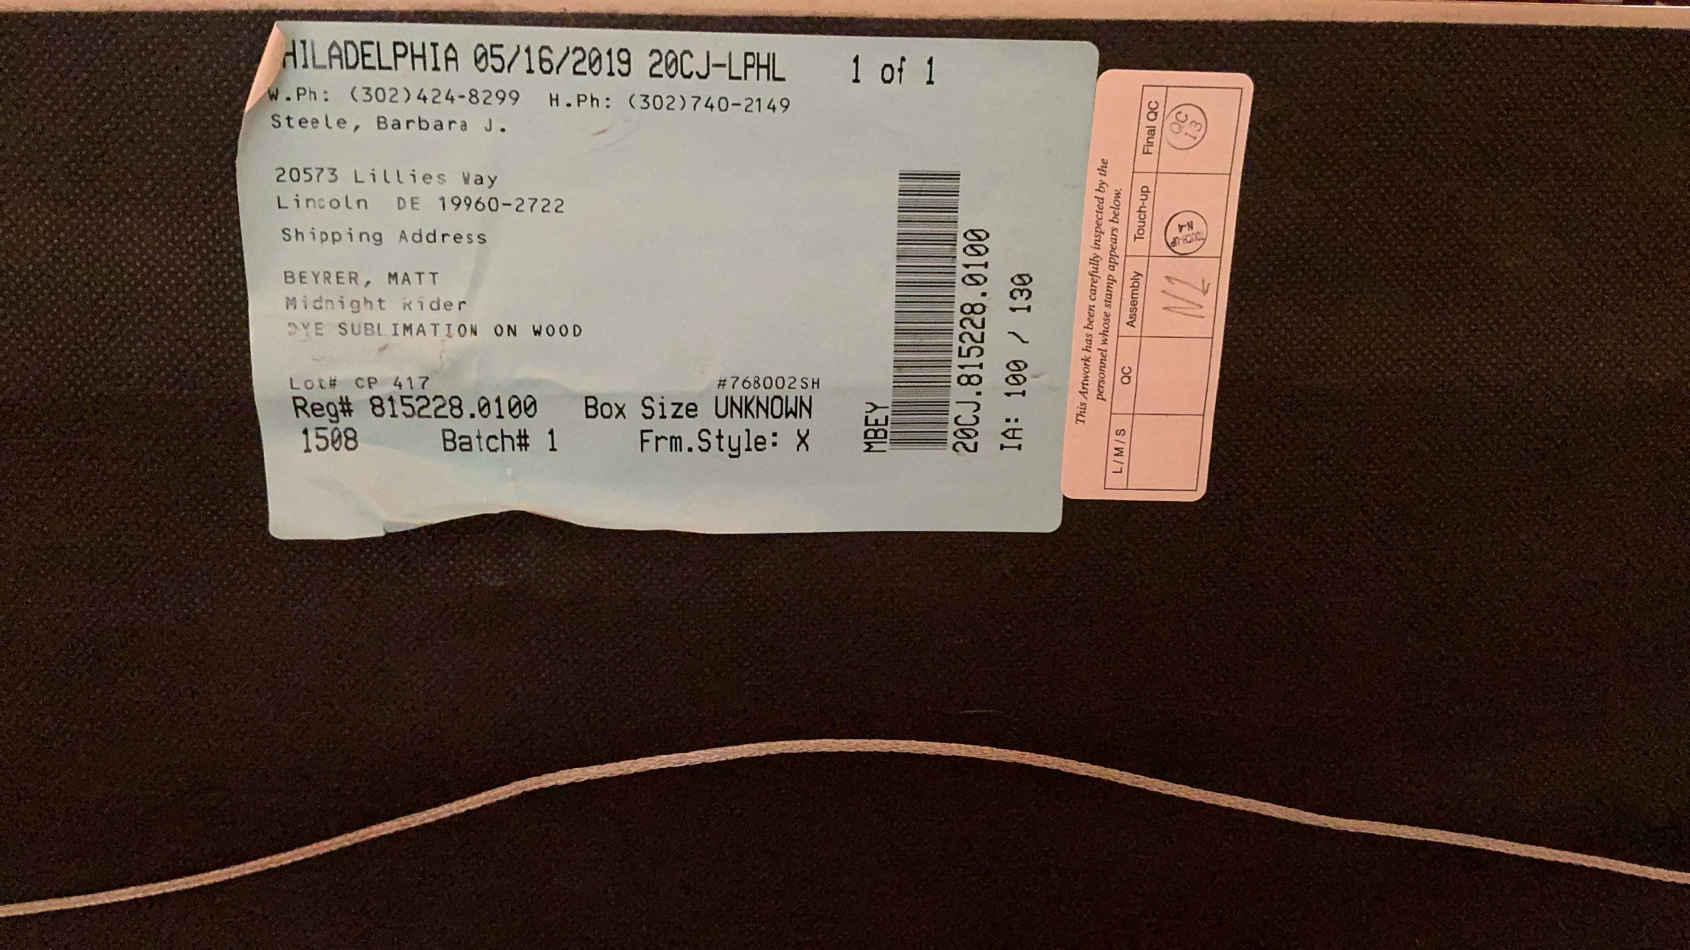 HILADELPHIA 05/16/2019 20CJ-LPHL 1 of 1
W.Ph: (302)424-8299 H.Ph: (302)740-2149
Steele, Barbara J.
20573 Lillies Way
Lincoln DE 19960-2722
Shipping Address
BEYRER, MATT
Midnight Rider
DYE SUBLIMATION ON WOOD
Lot# CP 417 #768002SH
Reg# 815228.0100 Box Size UNKNOWN
1508 Batch# 1 Frm.Style: X
MBEY
20CJ.815228.0100
IA: 100 / 130
This Artwork has been carefully inspected by the
personnel whose stamp appears below.
L/M/S QC Assembly Touch-up Final QC
QC
13